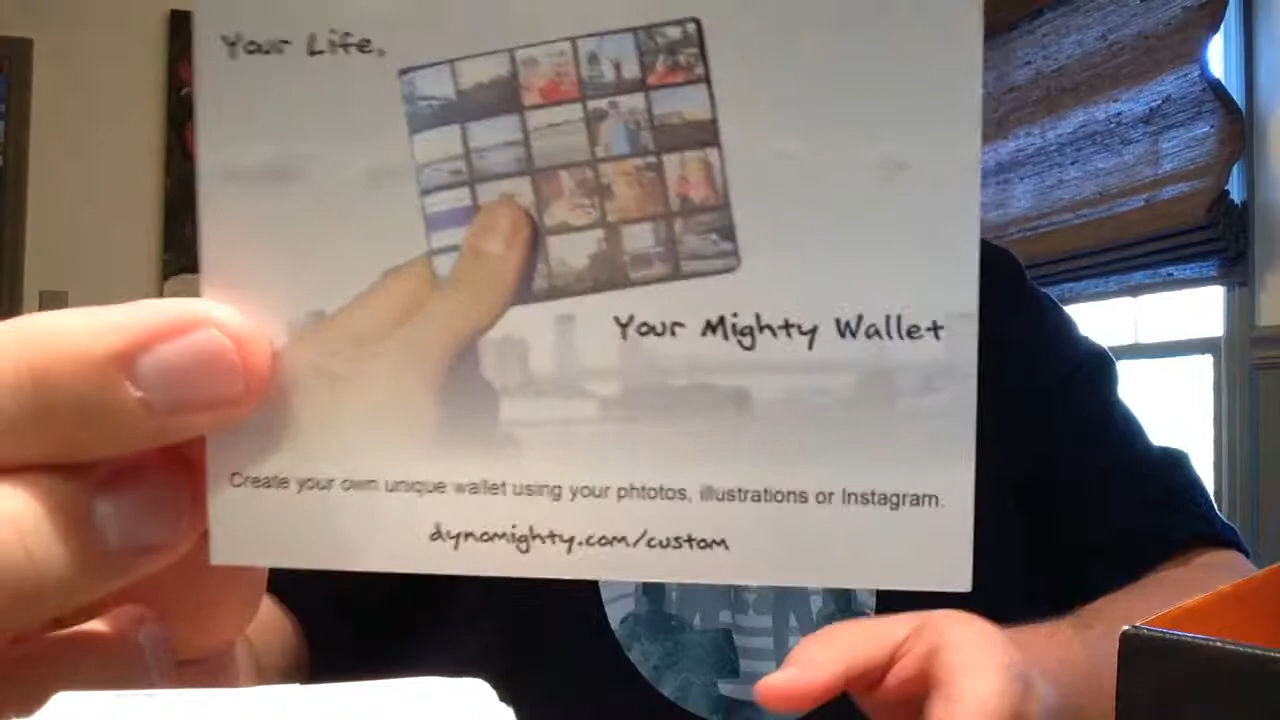 Your Life,
Your Mighty Wallet
Create your own unique wallet using your phtotos, illustrations or Instagram.
dynomighty.com/custom